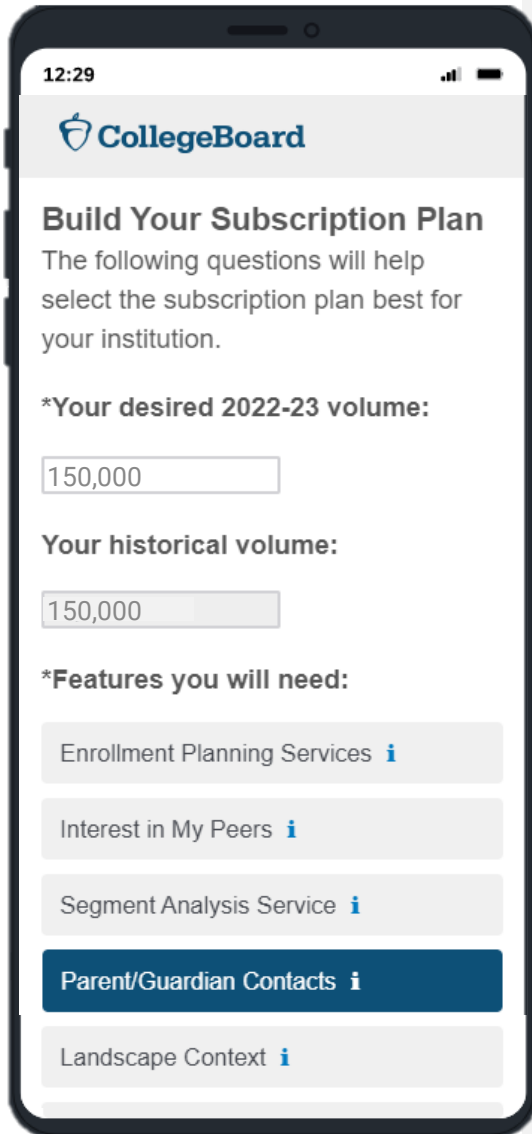 12:29
CollegeBoard
Build Your Subscription Plan
The following questions will help
select the subscription plan best for
your institution.
*Your desired 2022-23 volume:
150,000
Your historical volume:
150,000
*Features you will need:
Enrollment Planning Services i
Interest in My Peers i
Segment Analysis Service i
Parent/Guardian Contacts i
Landscape Context i